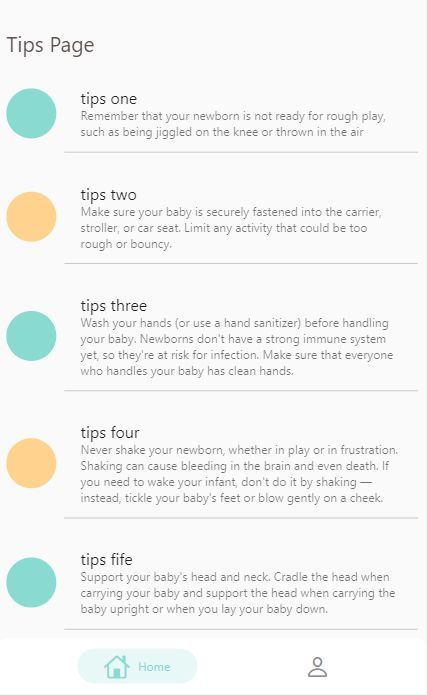 Tips Page
tips one
Remember that your newborn is not ready for rough play,
such as being jiggled on the knee or thrown in the air
tips two
Make sure your baby is securely fastened into the carrier,
stroller, or car seat. Limit any activity that could be too
rough or bouncy.
tips three
Wash your hands (or use a hand sanitizer) before handling
your baby. Newborns don't have a strong immune system
yet, so they're at risk for infection. Make sure that everyone
who handles your baby has clean hands.
tips four
Never shake your newborn, whether in play or in frustration.
Shaking can cause bleeding in the brain and even death. If
you need to wake your infant, don't do it by shaking —
instead, tickle your baby's feet or blow gently on a cheek.
tips fife
Support your baby's head and neck. Cradle the head when
carrying your baby and support the head when carrying the
baby upright or when you lay your baby down.
Home